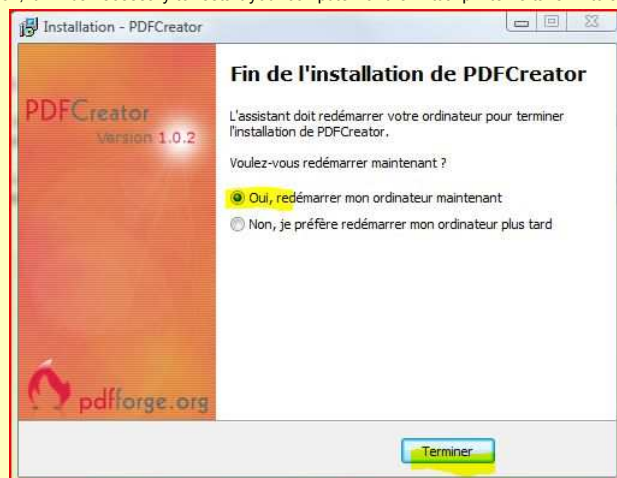 Installation - PDFCreator
PDFCreator
Version 1.0.2
Fin de l'installation de PDFCreator
L'assistant doit redémarrer votre ordinateur pour terminer
l'installation de PDFCreator.
Voulez-vous redémarrer maintenant ?
Oui, redémarrer mon ordinateur maintenant
Non, je préfère redémarrer mon ordinateur plus tard
pdfforge.org
Terminer